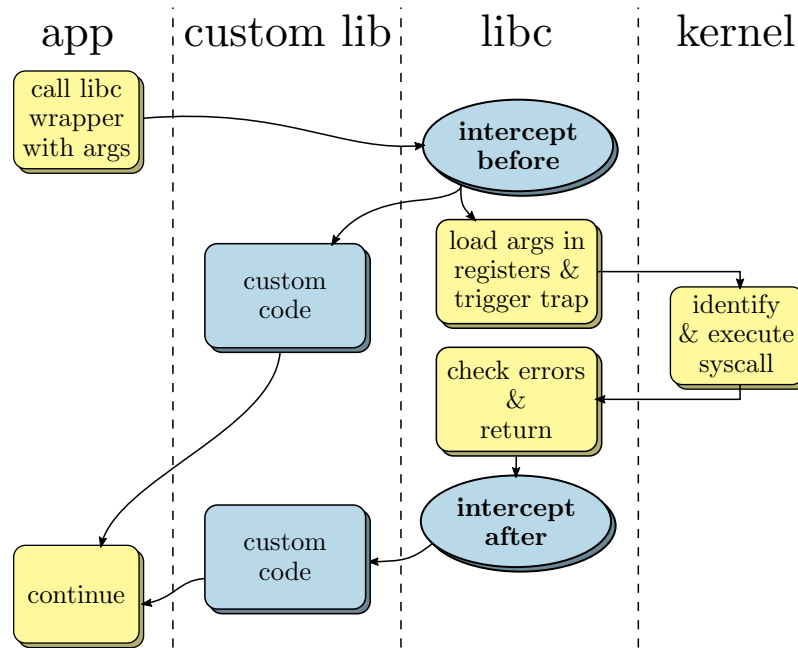 app
custom lib
libc
kernel
call libc
wrapper
with args
intercept
before
load args in
registers &
trigger trap
custom
code
identify
& execute
syscall
check errors
&
return
intercept
after
custom
code
continue